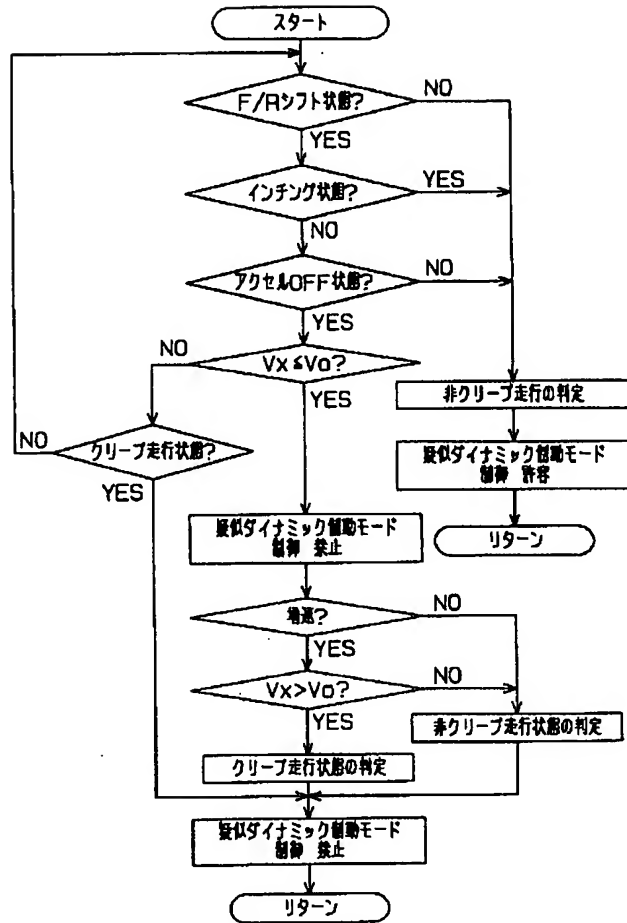 スタート
F/Rシフト状態?
NO
YES
インチング状態?
YES
NO
アクセルOFF状態?
NO
YES
Vx≦Vo?
NO
YES
クリープ走行状態?
NO
YES
非クリープ走行の判定
疑似ダイナミック制動モード
制御 許容
リターン
疑似ダイナミック制動モード
制御 禁止
増速?
NO
YES
Vx>Vo?
NO
YES
非クリープ走行状態の判定
クリープ走行状態の判定
疑似ダイナミック制動モード
制御 禁止
リターン